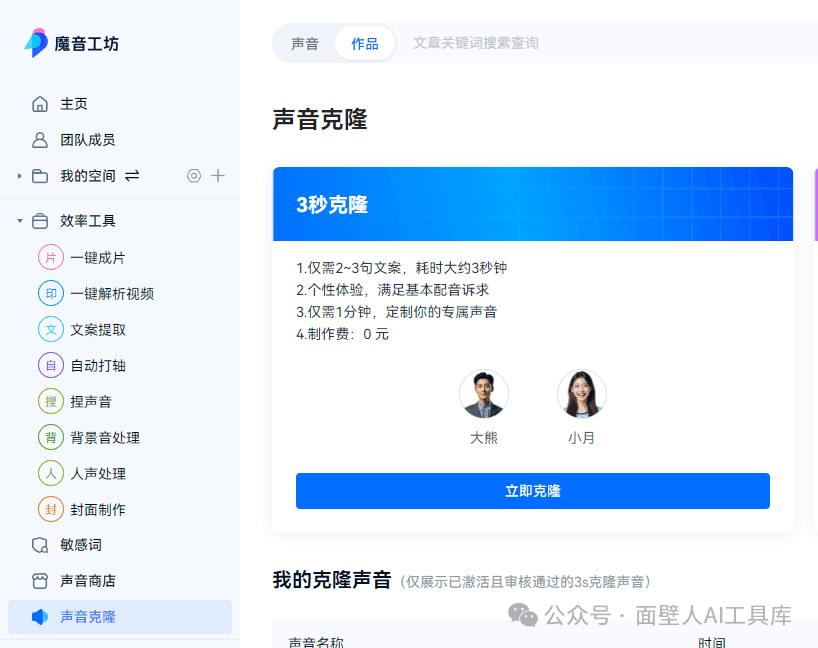 魔音工坊
主页
团队成员
我的空间
效率工具
片 一键成片
印 一键解析视频
文 文案提取
自 自动打轴
捏 捏声音
背 背景音处理
人 人声处理
封 封面制作
敏感词
声音商店
声音克隆
声音 作品 文章关键词搜索查询
声音克隆
3秒克隆
1.仅需2~3句文案，耗时大约3秒钟
2.个性体验，满足基本配音诉求
3.仅需1分钟，定制你的专属声音
4.制作费：0 元
大熊 小月
立即克隆
我的克隆声音（仅展示已激活且审核通过的3s克隆声音）
公众号 · 面壁人AI工具库
声音名称 时间